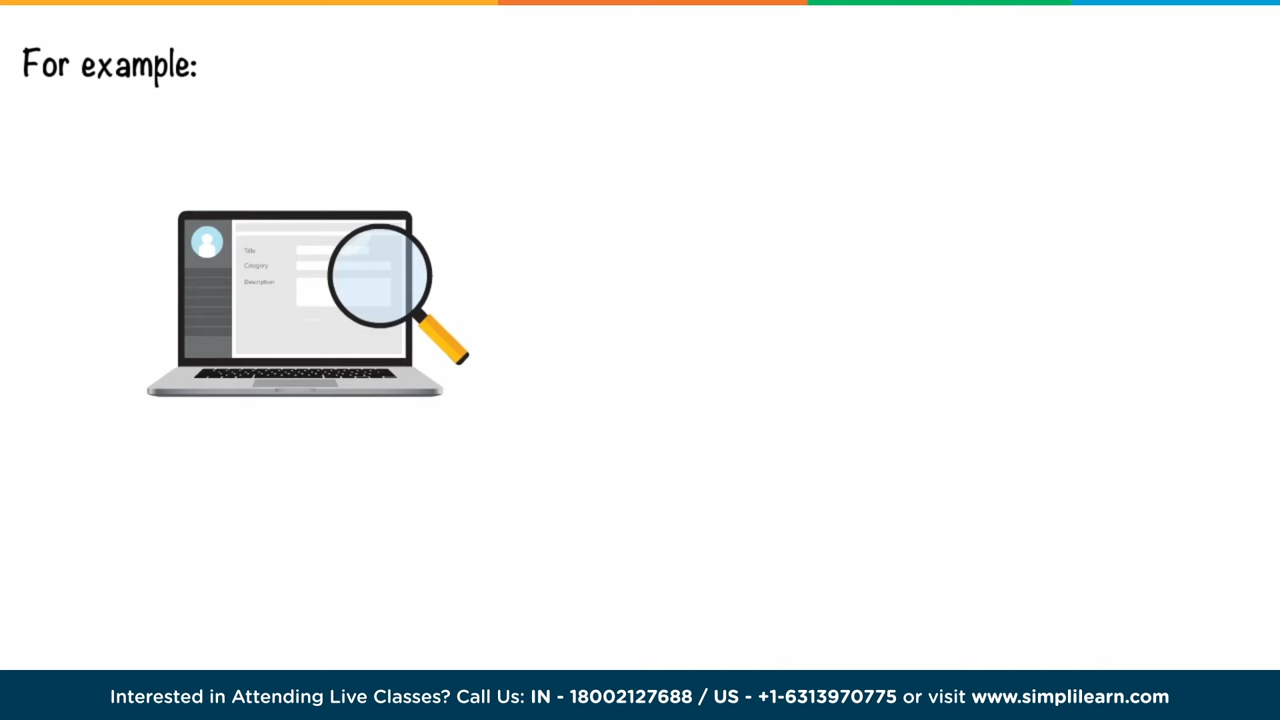 For example:
Title
Category
Description
Interested in Attending Live Classes? Call Us: IN - 18002127688 / US - +1-6313970775 or visit www.simplilearn.com